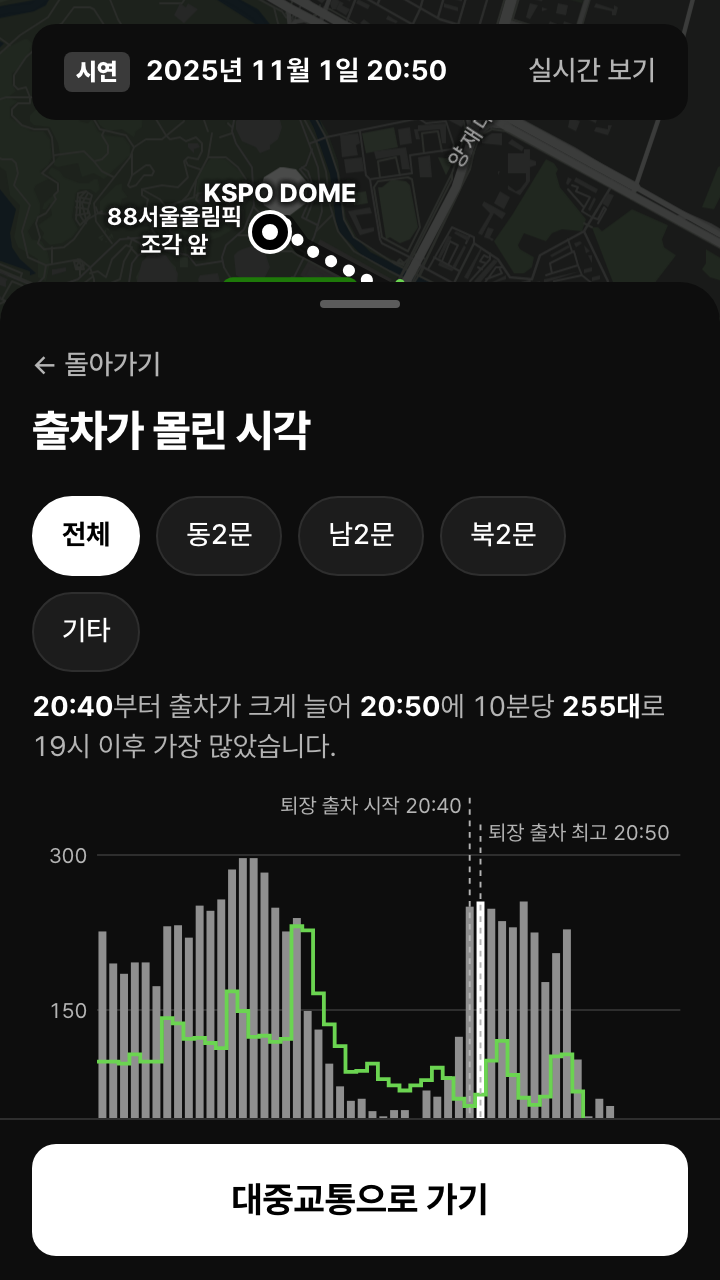 시연 2025년 11월 1일 20:50 실시간 보기
양재대
KSPO DOME
88서울올림픽
조각 앞
← 돌아가기
출차가 몰린 시각
전체 동2문 남2문 북2문
기타
20:40부터 출차가 크게 늘어 20:50에 10분당 255대로
19시 이후 가장 많았습니다.
퇴장 출차 시작 20:40
퇴장 출차 최고 20:50
300
150
대중교통으로 가기